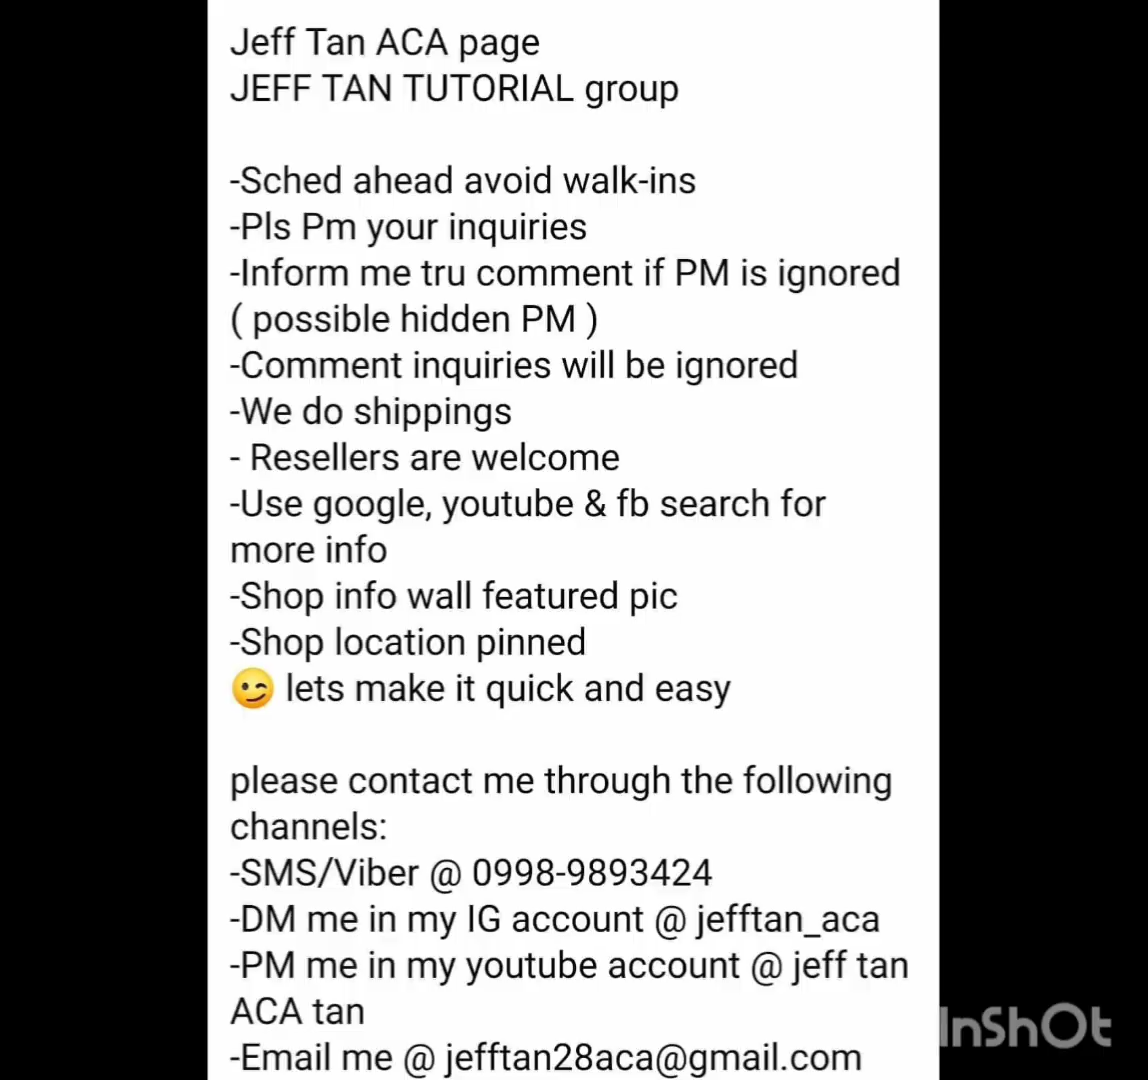 Jeff Tan ACA page
JEFF TAN TUTORIAL group
-Sched ahead avoid walk-ins
-Pls Pm your inquiries
-Inform me tru comment if PM is ignored
( possible hidden PM )
-Comment inquiries will be ignored
-We do shippings
- Resellers are welcome
-Use google, youtube & fb search for
more info
-Shop info wall featured pic
-Shop location pinned
😉 lets make it quick and easy
please contact me through the following
channels:
-SMS/Viber @ 0998-9893424
-DM me in my IG account @ jefftan_aca
-PM me in my youtube account @ jeff tan
ACA tan
-Email me @ jefftan28aca@gmail.com
InShOt